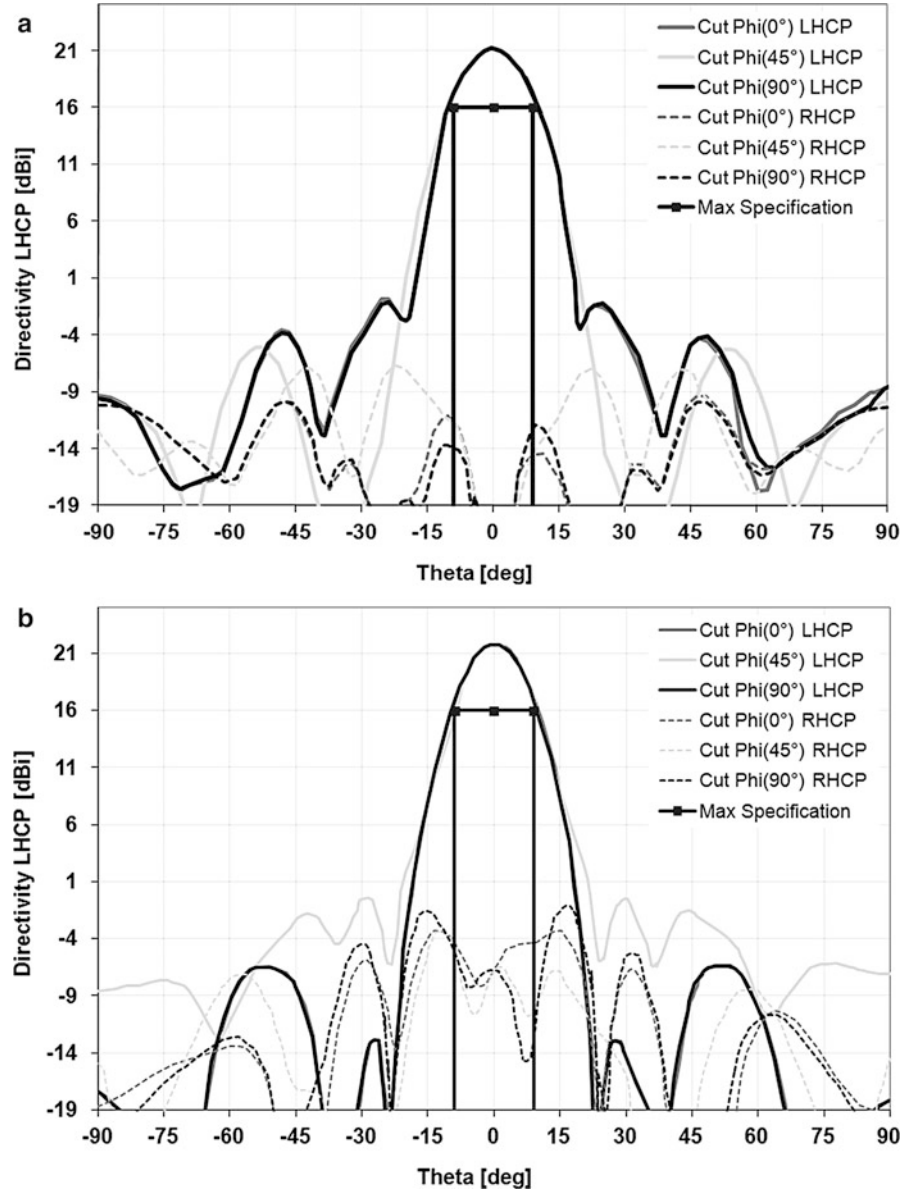 a
Cut Phi(0°) LHCP
Cut Phi(45°) LHCP
Cut Phi(90°) LHCP
Cut Phi(0°) RHCP
Cut Phi(45°) RHCP
Cut Phi(90°) RHCP
Max Specification
Directivity LHCP [dBi]
21
16
11
6
1
-4
-9
-14
-19
-90 -75 -60 -45 -30 -15 0 15 30 45 60 75 90
Theta [deg]
b
Cut Phi(0°) LHCP
Cut Phi(45°) LHCP
Cut Phi(90°) LHCP
Cut Phi(0°) RHCP
Cut Phi(45°) RHCP
Cut Phi(90°) RHCP
Max Specification
Directivity LHCP [dBi]
21
16
11
6
1
-4
-9
-14
-19
-90 -75 -60 -45 -30 -15 0 15 30 45 60 75 90
Theta [deg]